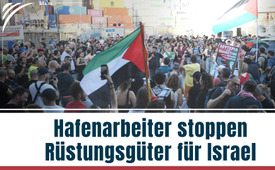 Hafenarbeiter stoppen
Rüstungsgüter für Israel